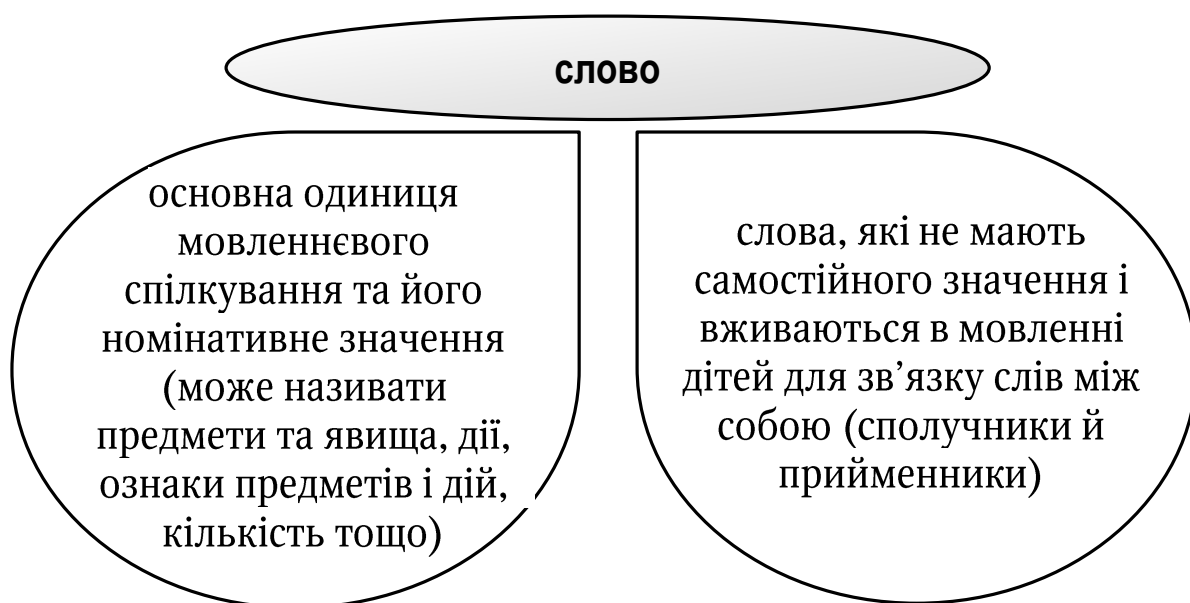 слово
основна одиниця
мовленнєвого
спілкування та його
номінативне значення
(може називати
предмети та явища, дії,
ознаки предметів і дій,
кількість тощо)
слова, які не мають
самостійного значення і
вживаються в мовленні
дітей для зв’язку слів між
собою (сполучники й
прийменники)